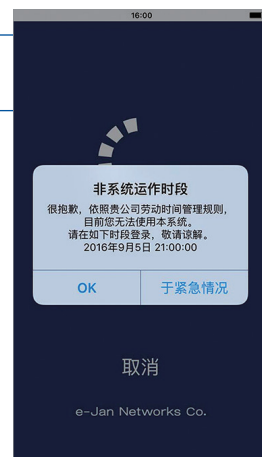 16:00
非系统运作时段
很抱歉，依照贵公司劳动时间管理规则，
目前您无法使用本系统。
请在如下时段登录，敬请谅解。
2016年9月5日 21:00:00
OK
于紧急情况
取消
e-Jan Networks Co.